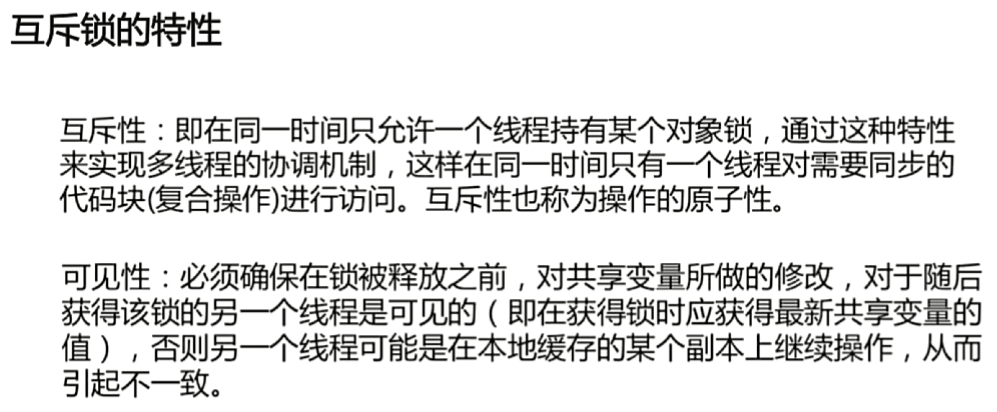 互斥锁的特性
互斥性：即在同一时间只允许一个线程持有某个对象锁，通过这种特性
来实现多线程的协调机制，这样在同一时间只有一个线程对需要同步的
代码块(复合操作)进行访问。互斥性也称为操作的原子性。
可见性：必须确保在锁被释放之前，对共享变量所做的修改，对于随后
获得该锁的另一个线程是可见的（即在获得锁时应获得最新共享变量的
值），否则另一个线程可能是在本地缓存的某个副本上继续操作，从而
引起不一致。